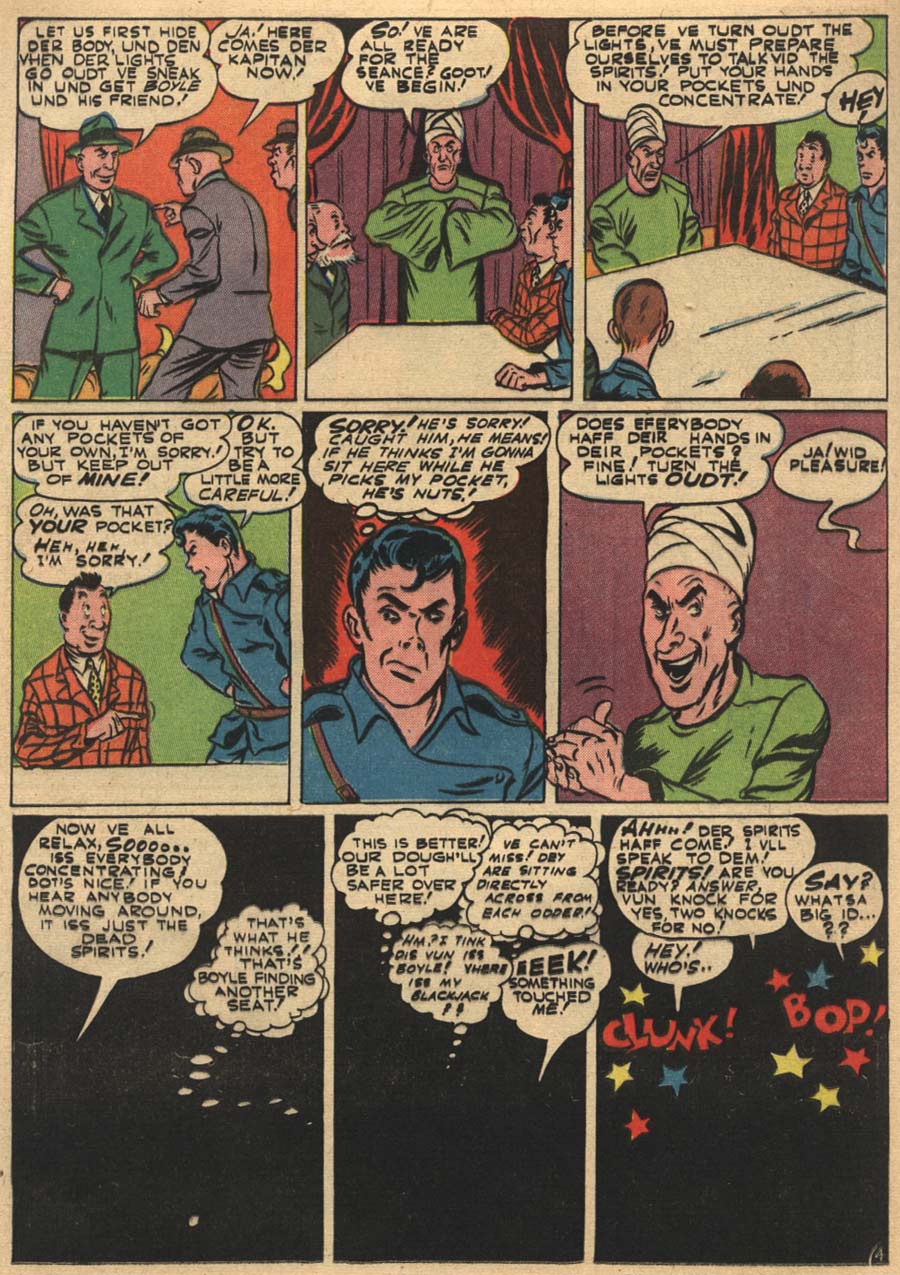 LET US FIRST HIDE
DER BODY, UND DEN
VHEN DER LIGHTS
GO OUDT VE SNEAK
IN UND GET BOYLE
UND HIS FRIEND!
JA! HERE
COMES DER
KAPITAN
NOW!
SO! VE ARE
ALL READY
FOR THE
SEANCE? GOOT!
VE BEGIN!
BEFORE VE TURN OUDT THE
LIGHTS, VE MUST PREPARE
OURSELVES TO TALK VID THE
SPIRITS! PUT YOUR HANDS
IN YOUR POCKETS UND
CONCENTRATE!
HEY!
IF YOU HAVEN'T GOT
ANY POCKETS OF
YOUR OWN, I'M SORRY!
BUT KEEP OUT
OF MINE!
OH, WAS THAT
YOUR POCKET?
HEH, HEH,
I'M SORRY!
OK.
BUT
TRY TO
BE A
LITTLE MORE
CAREFUL!
SORRY! HE'S SORRY!
CAUGHT HIM, HE MEANS!
IF HE THINKS I'M GONNA
SIT HERE WHILE HE
PICKS MY POCKET,
HE'S NUTS!
DOES EFERYBODY
HAFF DEIR HANDS IN
DEIR POCKETS?
FINE! TURN THE
LIGHTS OUDT!
JA! WID
PLEASURE!
NOW VE ALL
RELAX, SOOOO...
ISS EVERYBODY
CONCENTRATING!
DOT'S NICE! IF YOU
HEAR ANYBODY
MOVING AROUND,
IT ISS JUST THE
DEAD
SPIRITS!
THAT'S
WHAT HE
THINKS!!
THAT'S
BOYLE FINDING
ANOTHER
SEAT!
THIS IS BETTER!
OUR DOUGH'LL
BE A LOT
SAFER OVER
HERE!
VE CAN'T
MISS! DEY
ARE SITTING
DIRECTLY
ACROSS FROM
EACH ODDER!
HM? I TINK
DIS VUN ISS
BOYLE! VHERE
ISS MY
BLACKJACK
??
EEEK!
SOMETHING
TOUCHED
ME!
AHHH! DER SPIRITS
HAFF COME! I VLL
SPEAK TO DEM!
SPIRITS! ARE YOU
READY? ANSWER,
VUN KNOCK FOR
YES, TWO KNOCKS
FOR NO!
SAY?
WHATSA
BIG ID...
??
HEY!
WHO'S..
CLUNK!
BOP!
4